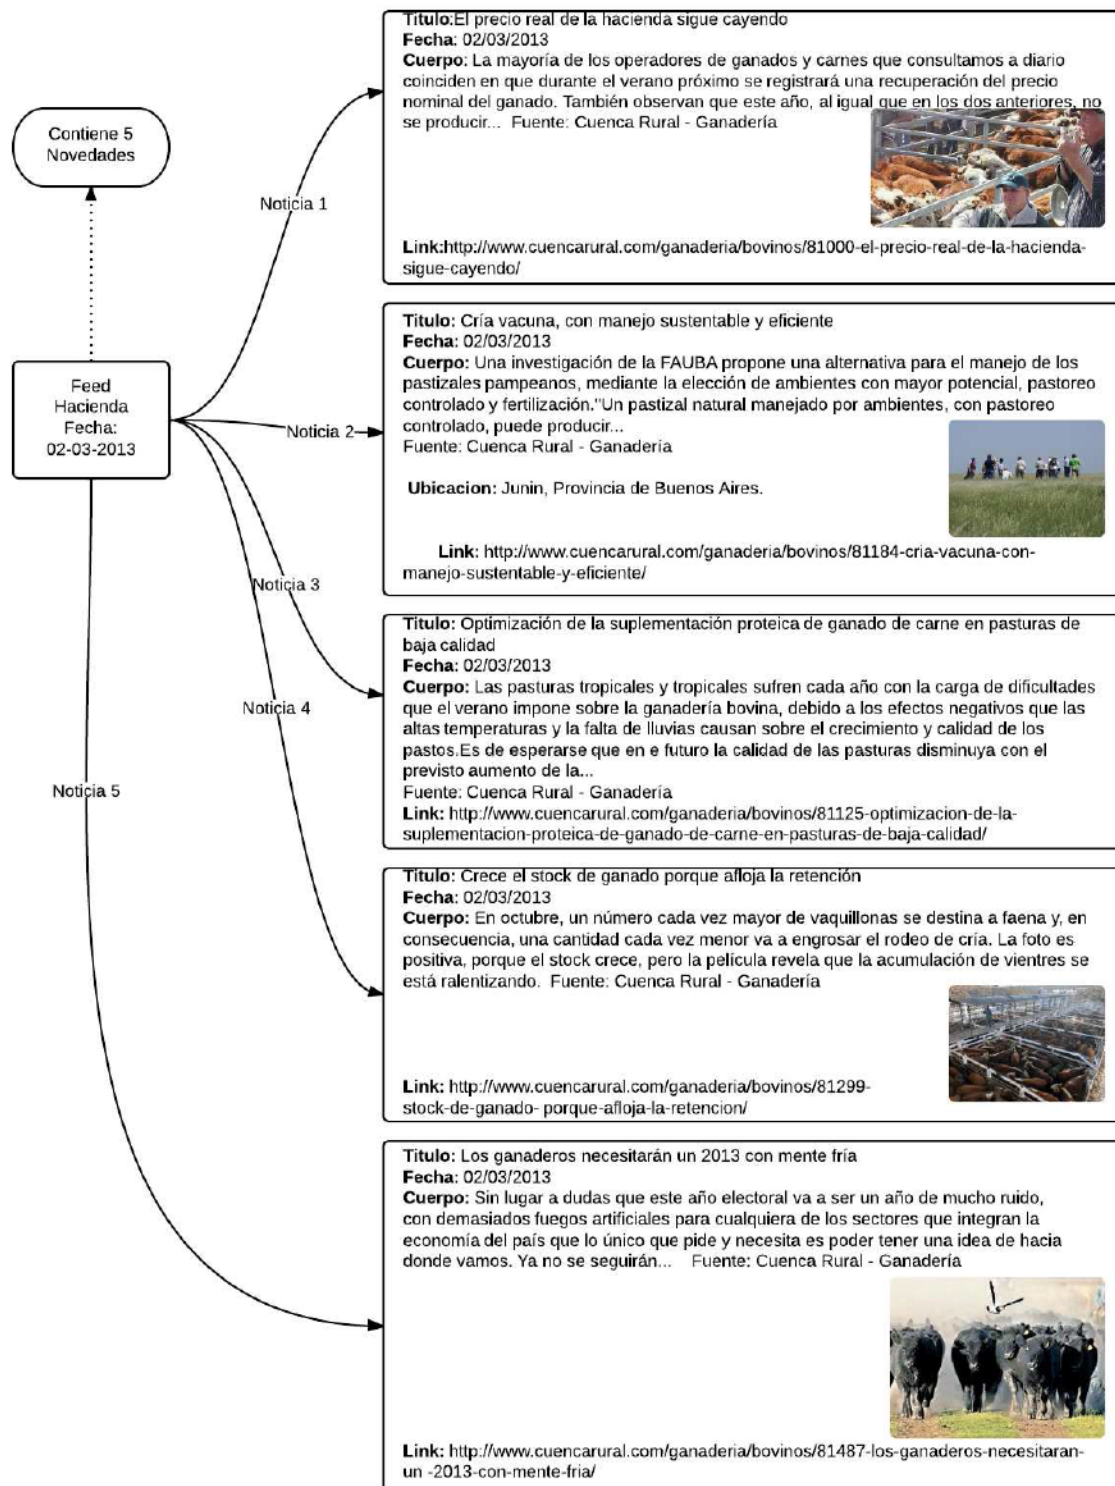 Contiene 5
Novedades
Feed
Hacienda
Fecha:
02-03-2013
Noticia 1
Noticia 2
Noticia 3
Noticia 4
Noticia 5
Titulo:El precio real de la hacienda sigue cayendo
Fecha: 02/03/2013
Cuerpo: La mayoría de los operadores de ganados y carnes que consultamos a diario
coinciden en que durante el verano próximo se registrará una recuperación del precio
nominal del ganado. También observan que este año, al igual que en los dos anteriores, no
se producir... Fuente: Cuenca Rural - Ganadería
Link:http://www.cuencarural.com/ganaderia/bovinos/81000-el-precio-real-de-la-hacienda-
sigue-cayendo/
Titulo: Cría vacuna, con manejo sustentable y eficiente
Fecha: 02/03/2013
Cuerpo: Una investigación de la FAUBA propone una alternativa para el manejo de los
pastizales pampeanos, mediante la elección de ambientes con mayor potencial, pastoreo
controlado y fertilización."Un pastizal natural manejado por ambientes, con pastoreo
controlado, puede producir...
Fuente: Cuenca Rural - Ganadería
Ubicacion: Junin, Provincia de Buenos Aires.
Link: http://www.cuencarural.com/ganaderia/bovinos/81184-cria-vacuna-con-
manejo-sustentable-y-eficiente/
Titulo: Optimización de la suplementación proteica de ganado de carne en pasturas de
baja calidad
Fecha: 02/03/2013
Cuerpo: Las pasturas tropicales y tropicales sufren cada año con la carga de dificultades
que el verano impone sobre la ganadería bovina, debido a los efectos negativos que las
altas temperaturas y la falta de lluvias causan sobre el crecimiento y calidad de los
pastos.Es de esperarse que en e futuro la calidad de las pasturas disminuya con el
previsto aumento de la...
Fuente: Cuenca Rural - Ganadería
Link: http://www.cuencarural.com/ganaderia/bovinos/81125-optimizacion-de-la-
suplementacion-proteica-de-ganado-de-carne-en-pasturas-de-baja-calidad/
Titulo: Crece el stock de ganado porque afloja la retención
Fecha: 02/03/2013
Cuerpo: En octubre, un número cada vez mayor de vaquillonas se destina a faena y, en
consecuencia, una cantidad cada vez menor va a engrosar el rodeo de cría. La foto es
positiva, porque el stock crece, pero la película revela que la acumulación de vientres se
está ralentizando. Fuente: Cuenca Rural - Ganadería
Link: http://www.cuencarural.com/ganaderia/bovinos/81299-
stock-de-ganado- porque-afloja-la-retencion/
Titulo: Los ganaderos necesitarán un 2013 con mente fría
Fecha: 02/03/2013
Cuerpo: Sin lugar a dudas que este año electoral va a ser un año de mucho ruido,
con demasiados fuegos artificiales para cualquiera de los sectores que integran la
economía del país que lo único que pide y necesita es poder tener una idea de hacia
donde vamos. Ya no se seguirán... Fuente: Cuenca Rural - Ganadería
Link: http://www.cuencarural.com/ganaderia/bovinos/81487-los-ganaderos-necesitaran-
un -2013-con-mente-fria/